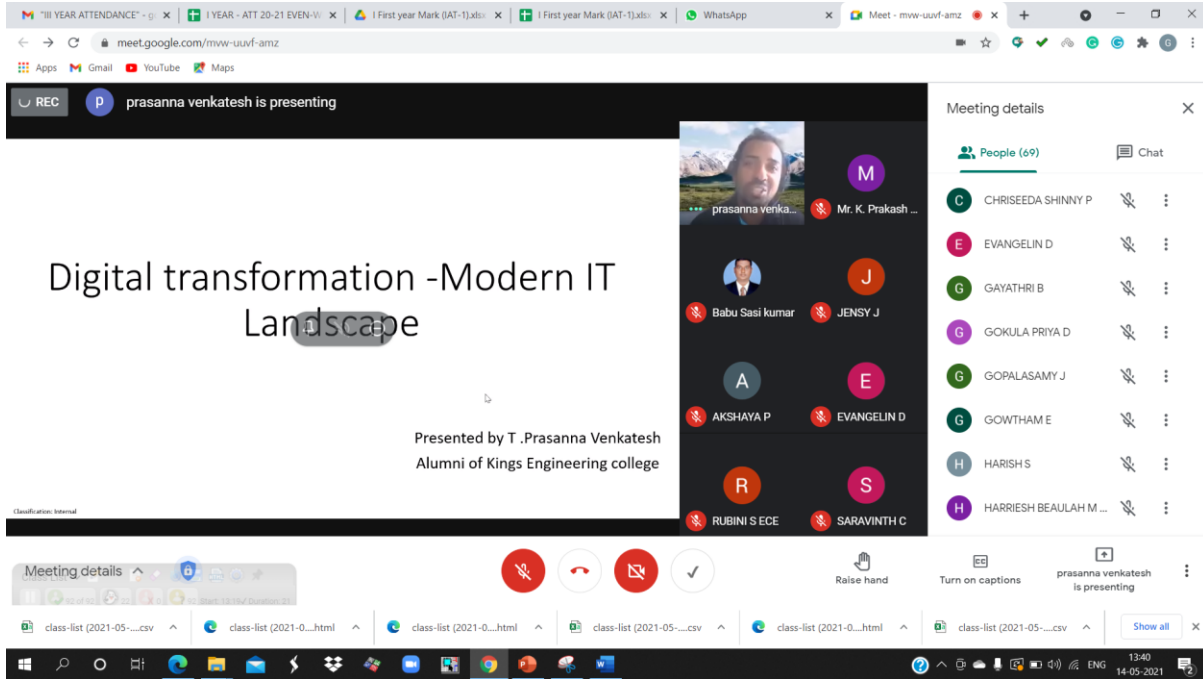 "III YEAR ATTENDANCE" - g
I YEAR - ATT 20-21 EVEN-W
I First year Mark (IAT-1).xls
I First year Mark (IAT-1).xls
WhatsApp
Meet - mvw-uuvf-amz
meet.google.com/mvw-uuvf-amz
G
Apps Gmail YouTube Maps
REC p prasanna venkatesh is presenting
Digital transformation -Modern IT
Landscape
Presented by T .Prasanna Venkatesh
Alumni of Kings Engineering college
Classification: Internal
prasanna venka...
M
Mr. K. Prakash ...
Babu Sasi kumar
J
JENSY J
A
AKSHAYA P
E
EVANGELIN D
R
RUBINI S ECE
S
SARAVINTH C
Meeting details
People (69) Chat
C CHRISEEDA SHINNY P
E EVANGELIN D
G GAYATHRI B
G GOKULA PRIYA D
G GOPALASAMY J
G GOWTHAM E
H HARISH S
H HARRIESH BEAULAH M ...
Meeting details
Raise hand
Turn on captions
prasanna venkatesh
is presenting
class-list (2021-05-....csv
class-list (2021-0....html
class-list (2021-0....html
class-list (2021-05-....csv
class-list (2021-0....html
class-list (2021-05-....csv
Show all
ENG
13:40
14-05-2021